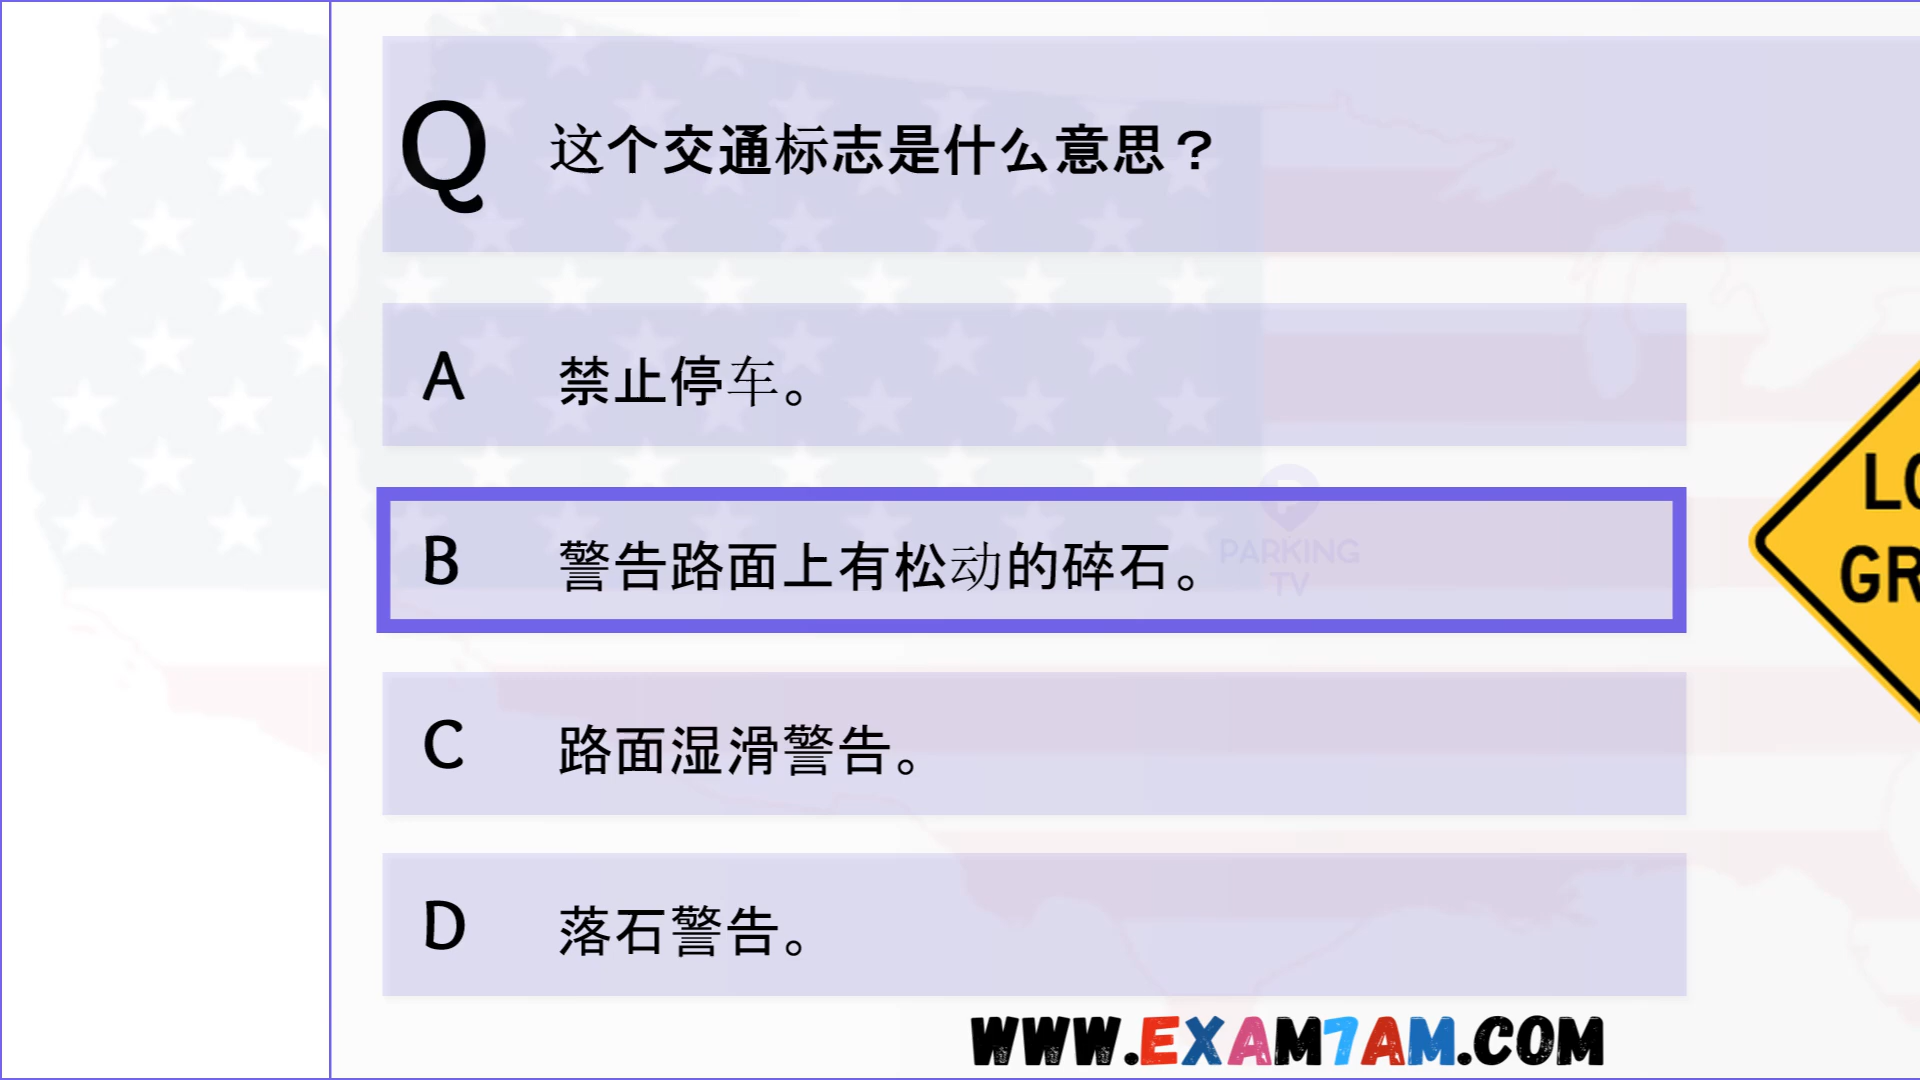 Q 这个交通标志是什么意思？
A 禁止停车。
B 警告路面上有松动的碎石。
C 路面湿滑警告。
D 落石警告。
P
PARKING
TV
LO
GR
WWW.EXAM7AM.COM